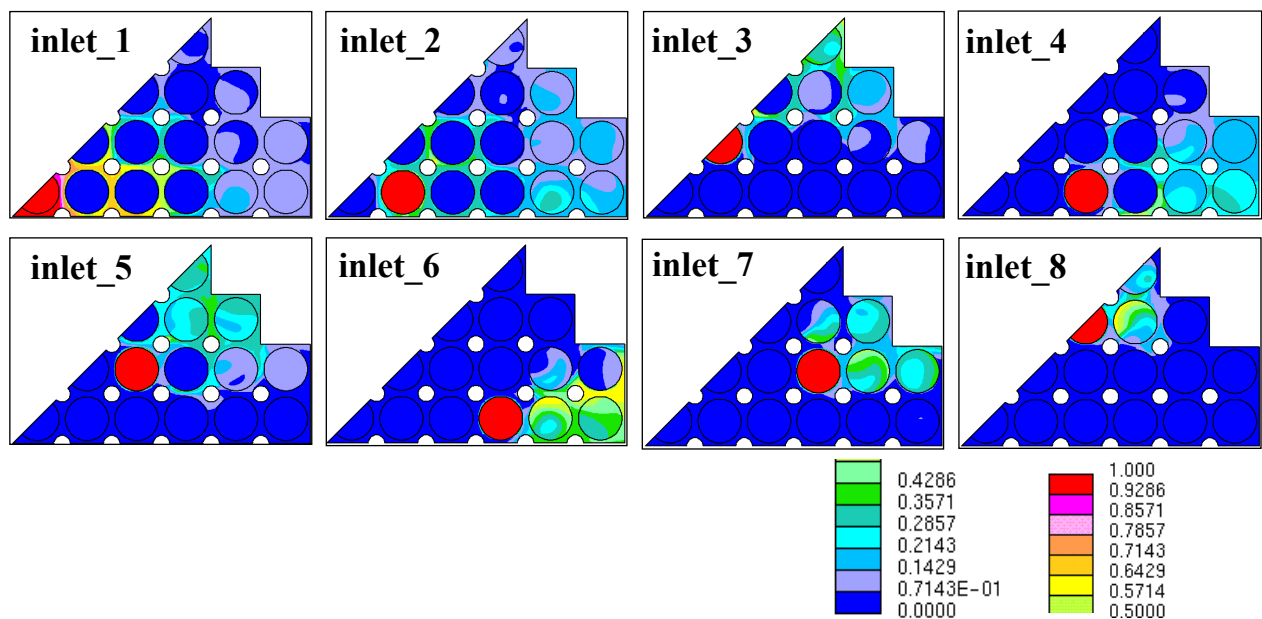 inlet_1
inlet_2
inlet_3
inlet_4
inlet_5
inlet_6
inlet_7
inlet_8
0.4286
0.3571
0.2857
0.2143
0.1429
0.7143E-01
0.0000
1.000
0.9286
0.8571
0.7857
0.7143
0.6429
0.5714
0.5000